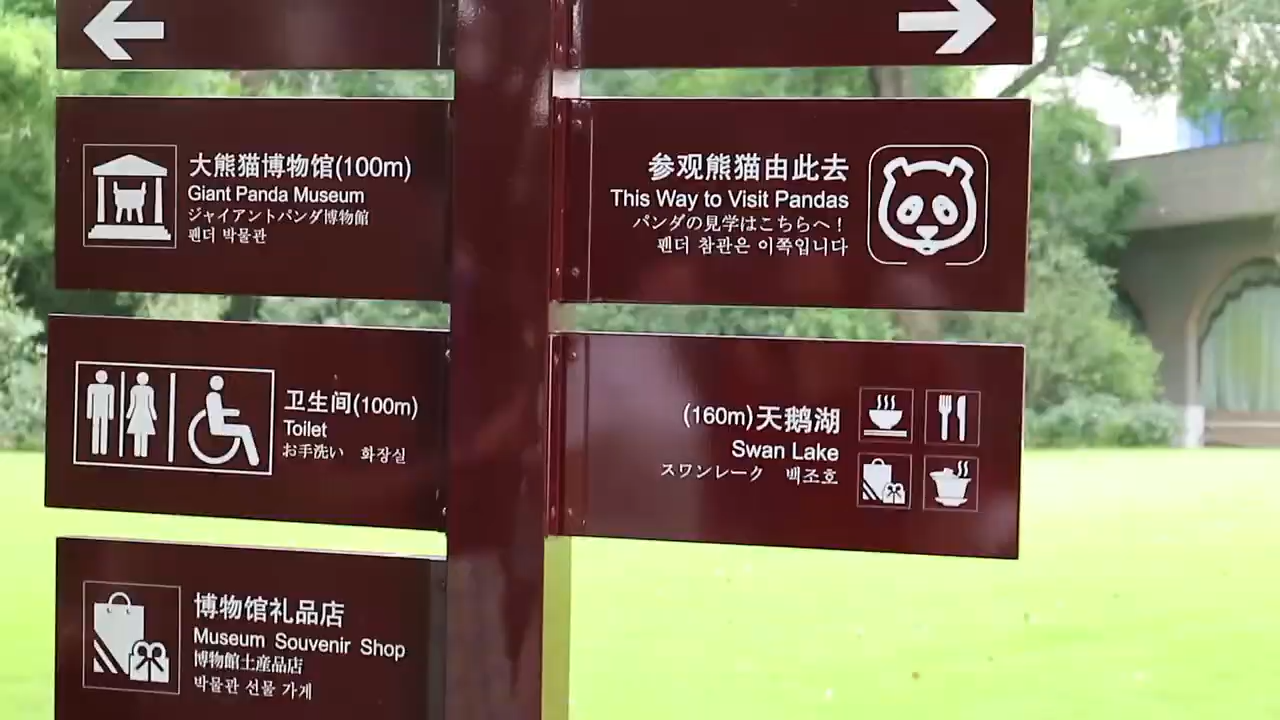 大熊猫博物馆(100m)
Giant Panda Museum
ジャイアントパンダ博物館
팬더 박물관
参观熊猫由此去
This Way to Visit Pandas
パンダの見学はこちらへ！
팬더 참관은 이쪽입니다
卫生间(100m)
Toilet
お手洗い 화장실
(160m)天鹅湖
Swan Lake
スワンレーク 백조호
博物馆礼品店
Museum Souvenir Shop
博物館土産品店
박물관 선물 가게